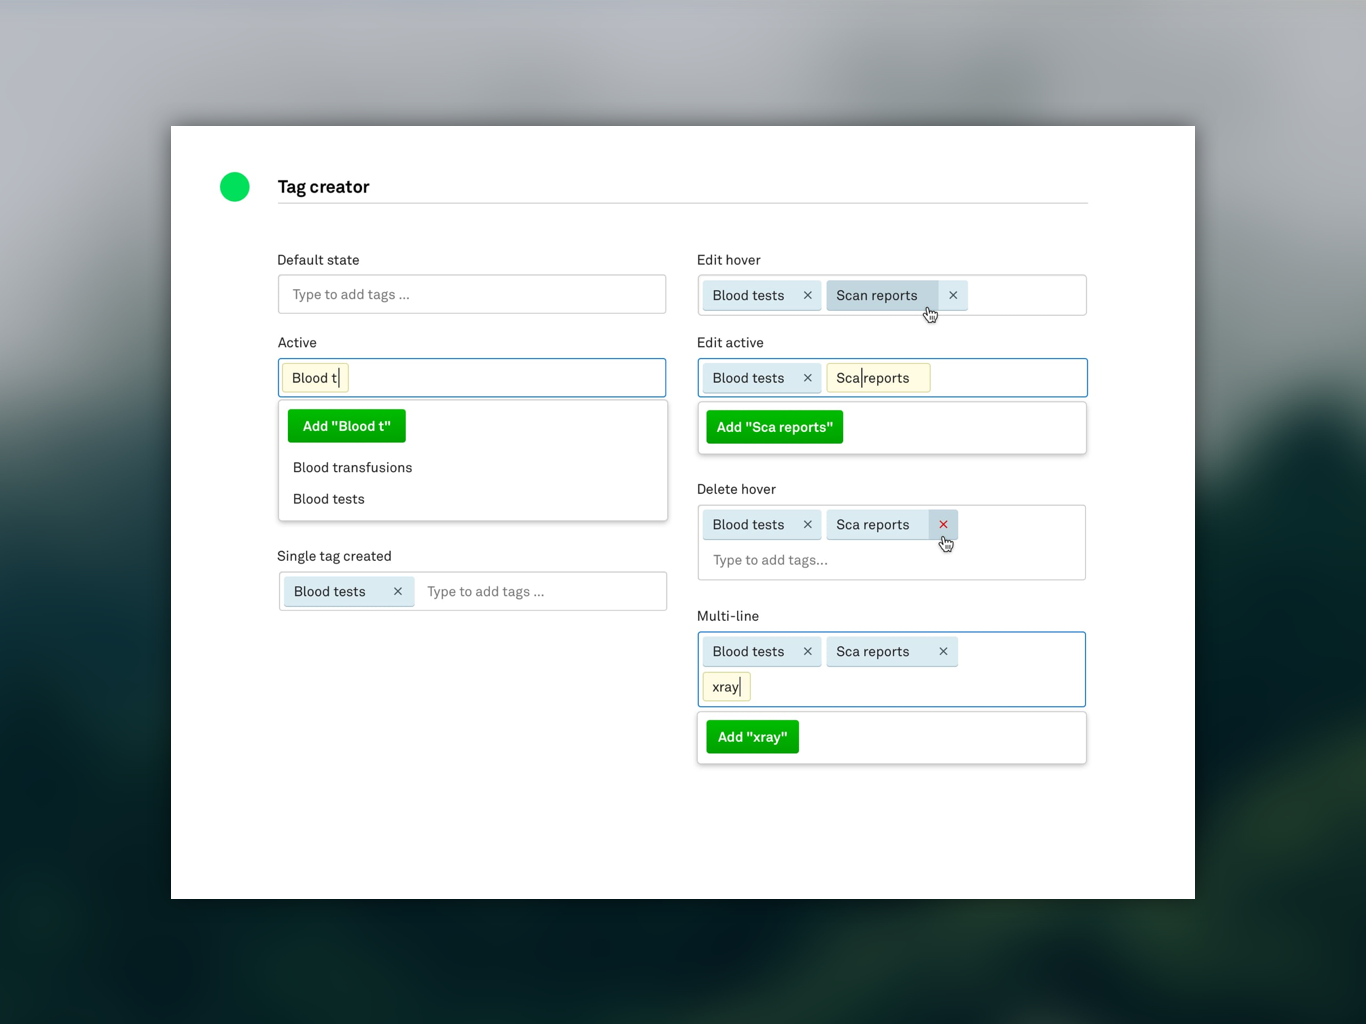 Tag creator
Default state
Type to add tags ...
Active
Blood t
Add "Blood t"
Blood transfusions
Blood tests
Single tag created
Blood tests × Type to add tags ...
Edit hover
Blood tests × Scan reports ×
Edit active
Blood tests × Sca reports
Add "Sca reports"
Delete hover
Blood tests × Sca reports ×
Type to add tags...
Multi-line
Blood tests × Sca reports ×
xray
Add "xray"